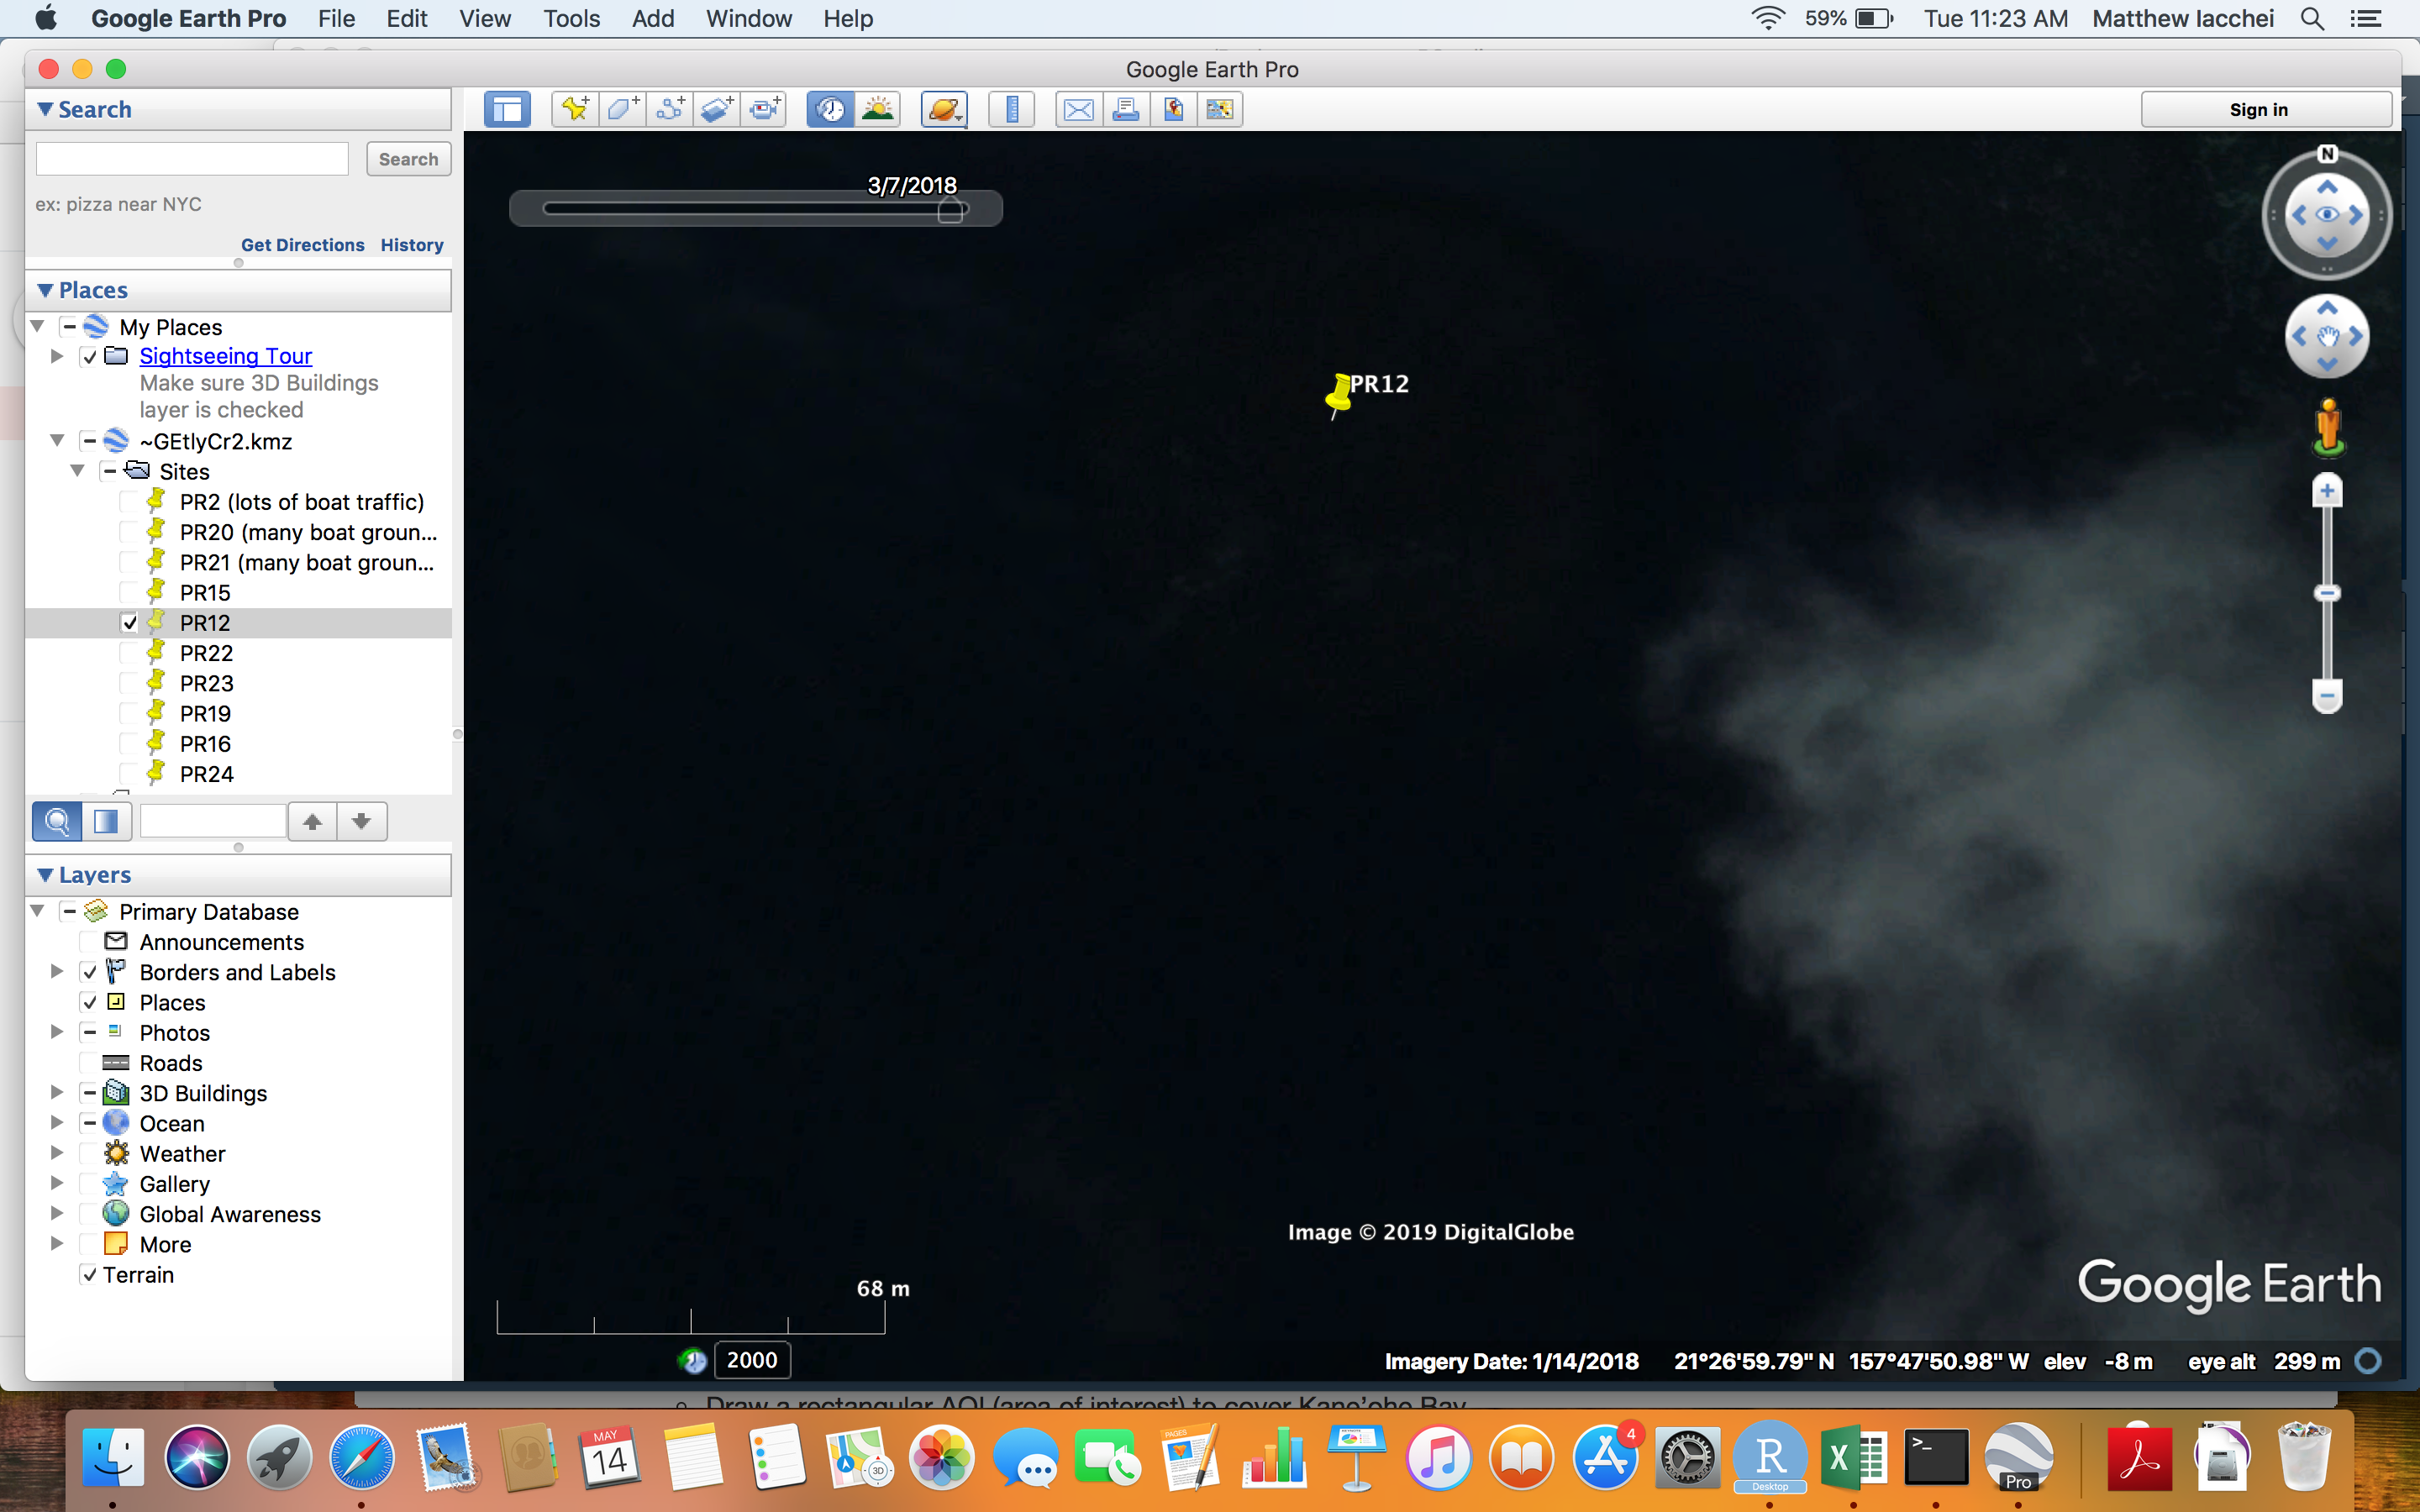 Google Earth Pro File Edit View Tools Add Window Help 59% Tue 11:23 AM Matthew Iacchei
Google Earth Pro
Search
Sign in
Search
ex: pizza near NYC
Get Directions History
3/7/2018
N
Places
My Places
Sightseeing Tour
Make sure 3D Buildings
layer is checked
PR12
~GEtlyCr2.kmz
Sites
PR2 (lots of boat traffic)
PR20 (many boat groun...
PR21 (many boat groun...
PR15
PR12
PR22
PR23
PR19
PR16
PR24
Layers
Primary Database
Announcements
Borders and Labels
Places
Photos
Roads
3D Buildings
Ocean
Weather
Gallery
Global Awareness
More
Terrain
Image © 2019 DigitalGlobe
Google Earth
68 m
2000
Imagery Date: 1/14/2018 21°26'59.79" N 157°47'50.98" W elev -8 m eye alt 299 m
Draw a rectangular AOI (area of interest) to cover Kane'ohe Bay
MAY
14
3D
PAGES
4
R
Desktop
X
>_
Pro